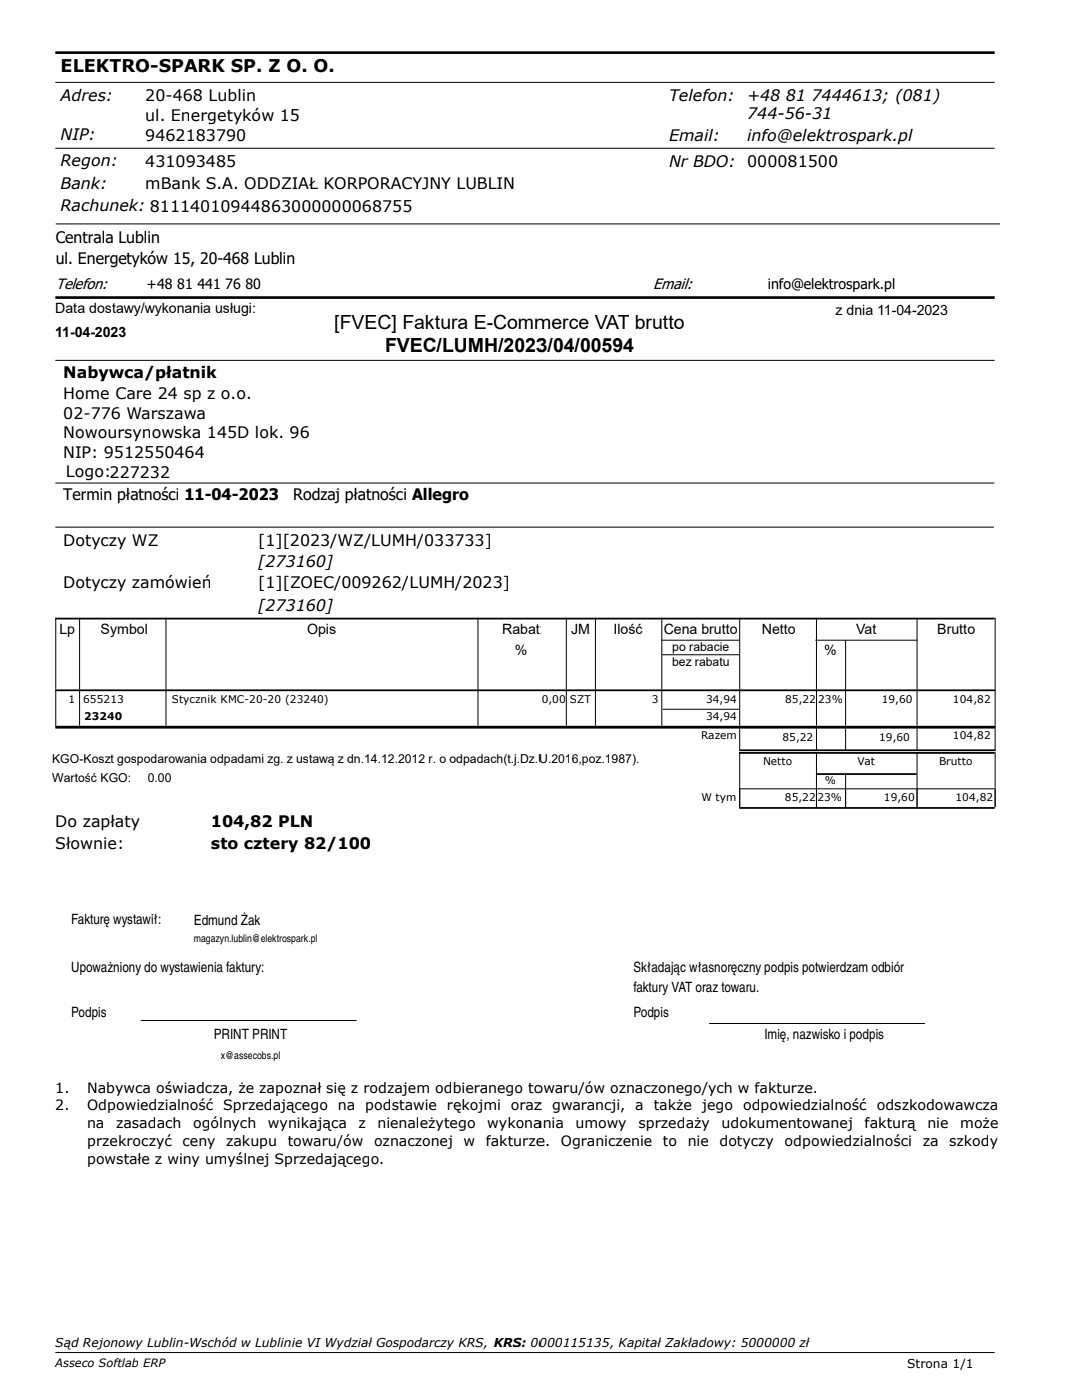 ELEKTRO-SPARK SP. Z O. O.
Adres: 20-468 Lublin Telefon: +48 81 7444613; (081)
ul. Energetyków 15 744-56-31
NIP: 9462183790 Email: info@elektrospark.pl
Regon: 431093485 Nr BDO: 000081500
Bank: mBank S.A. ODDZIAŁ KORPORACYJNY LUBLIN
Rachunek: 81114010944863000000068755
Centrala Lublin
ul. Energetyków 15, 20-468 Lublin
Telefon: +48 81 441 76 80 Email: info@elektrospark.pl
Data dostawy/wykonania usługi: z dnia 11-04-2023
11-04-2023 [FVEC] Faktura E-Commerce VAT brutto
FVEC/LUMH/2023/04/00594
Nabywca/płatnik
Home Care 24 sp z o.o.
02-776 Warszawa
Nowoursynowska 145D lok. 96
NIP: 9512550464
Logo:227232
Termin płatności 11-04-2023 Rodzaj płatności Allegro
Dotyczy WZ [1][2023/WZ/LUMH/033733]
[273160]
Dotyczy zamówień [1][ZOEC/009262/LUMH/2023]
[273160]
Lp Symbol Opis Rabat JM Ilość Cena brutto Netto Vat Brutto
% po rabacie %
bez rabatu
1 655213 Stycznik KMC-20-20 (23240) 0,00 SZT 3 34,94 85,22 23% 19,60 104,82
23240 34,94
Razem 85,22 19,60 104,82
KGO-Koszt gospodarowania odpadami zg. z ustawą z dn.14.12.2012 r. o odpadach(t.j.Dz.U.2016,poz.1987). Netto Vat Brutto
Wartość KGO: 0.00 %
W tym 85,22 23% 19,60 104,82
Do zapłaty 104,82 PLN
Słownie: sto cztery 82/100
Fakturę wystawił: Edmund Żak
magazyn.lublin@elektrospark.pl
Upoważniony do wystawienia faktury: Składając własnoręczny podpis potwierdzam odbiór
faktury VAT oraz towaru.
Podpis Podpis
PRINT PRINT Imię, nazwisko i podpis
x@assecobs.pl
1. Nabywca oświadcza, że zapoznał się z rodzajem odbieranego towaru/ów oznaczonego/ych w fakturze.
2. Odpowiedzialność Sprzedającego na podstawie rękojmi oraz gwarancji, a także jego odpowiedzialność odszkodowawcza
na zasadach ogólnych wynikająca z nienależytego wykonania umowy sprzedaży udokumentowanej fakturą nie może
przekroczyć ceny zakupu towaru/ów oznaczonej w fakturze. Ograniczenie to nie dotyczy odpowiedzialności za szkody
powstałe z winy umyślnej Sprzedającego.
Sąd Rejonowy Lublin-Wschód w Lublinie VI Wydział Gospodarczy KRS, KRS: 0000115135, Kapitał Zakładowy: 5000000 zł
Asseco Softlab ERP Strona 1/1